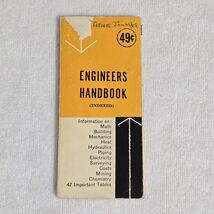 49¢
ENGINEERS
HANDBOOK
(INDEXED)
Information on:
Math
Building
Mechanics
Heat
Hydraulics
Piping
Electricity
Surveying
Costs
Mining
Chemistry
47 Important Tables